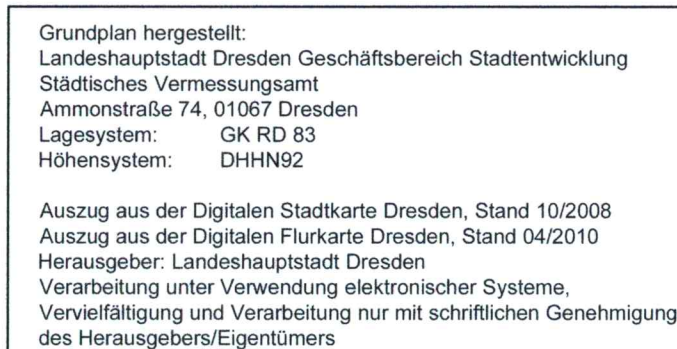 Grundplan hergestellt:
Landeshauptstadt Dresden Geschäftsbereich Stadtentwicklung
Städtisches Vermessungsamt
Ammonstraße 74, 01067 Dresden
Lagesystem: GK RD 83
Höhensystem: DHHN92
Auszug aus der Digitalen Stadtkarte Dresden, Stand 10/2008
Auszug aus der Digitalen Flurkarte Dresden, Stand 04/2010
Herausgeber: Landeshauptstadt Dresden
Verarbeitung unter Verwendung elektronischer Systeme,
Vervielfältigung und Verarbeitung nur mit schriftlichen Genehmigung
des Herausgebers/Eigentümers